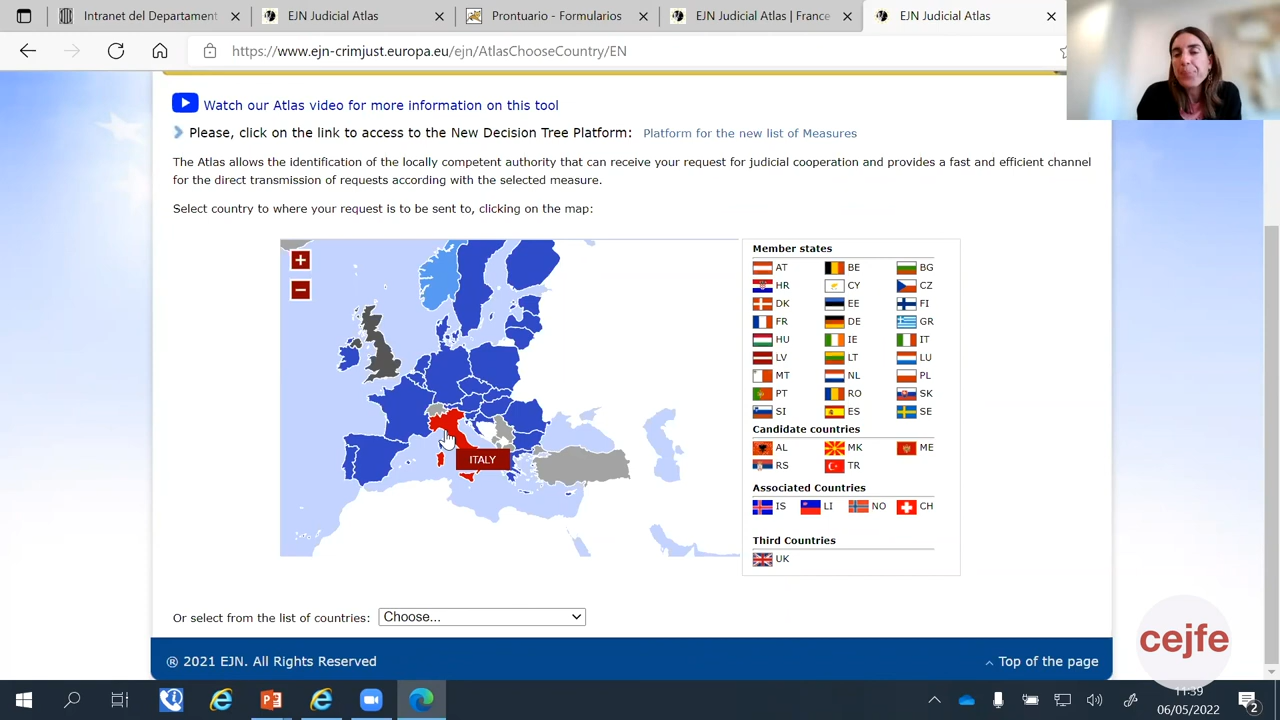 Intranet del Departament
EJN Judicial Atlas
Prontuario - Formularios
EJN Judicial Atlas | France
EJN Judicial Atlas
https://www.ejn-crimjust.europa.eu/ejn/AtlasChooseCountry/EN
Watch our Atlas video for more information on this tool
Please, click on the link to access to the New Decision Tree Platform: Platform for the new list of Measures
The Atlas allows the identification of the locally competent authority that can receive your request for judicial cooperation and provides a fast and efficient channel
for the direct transmission of requests according with the selected measure.
Select country to where your request is to be sent to, clicking on the map:
+
−
ITALY
Member states
AT BE BG
HR CY CZ
DK EE FI
FR DE GR
HU IE IT
LV LT LU
MT NL PL
PT RO SK
SI ES SE
Candidate countries
AL MK ME
RS TR
Associated Countries
IS LI NO CH
Third Countries
UK
Or select from the list of countries: Choose...
® 2021 EJN. All Rights Reserved
Top of the page
cejfe
11:39
06/05/2022
2